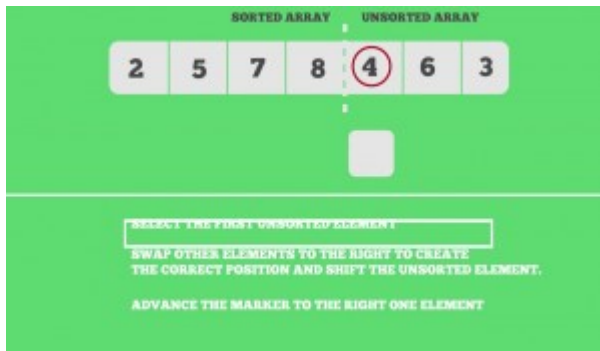 SORTED ARRAY UNSORTED ARRAY
2 5 7 8 4 6 3
SELECT THE FIRST UNSORTED ELEMENT
SWAP OTHER ELEMENTS TO THE RIGHT TO CREATE
THE CORRECT POSITION AND SHIFT THE UNSORTED ELEMENT.
ADVANCE THE MARKER TO THE RIGHT ONE ELEMENT